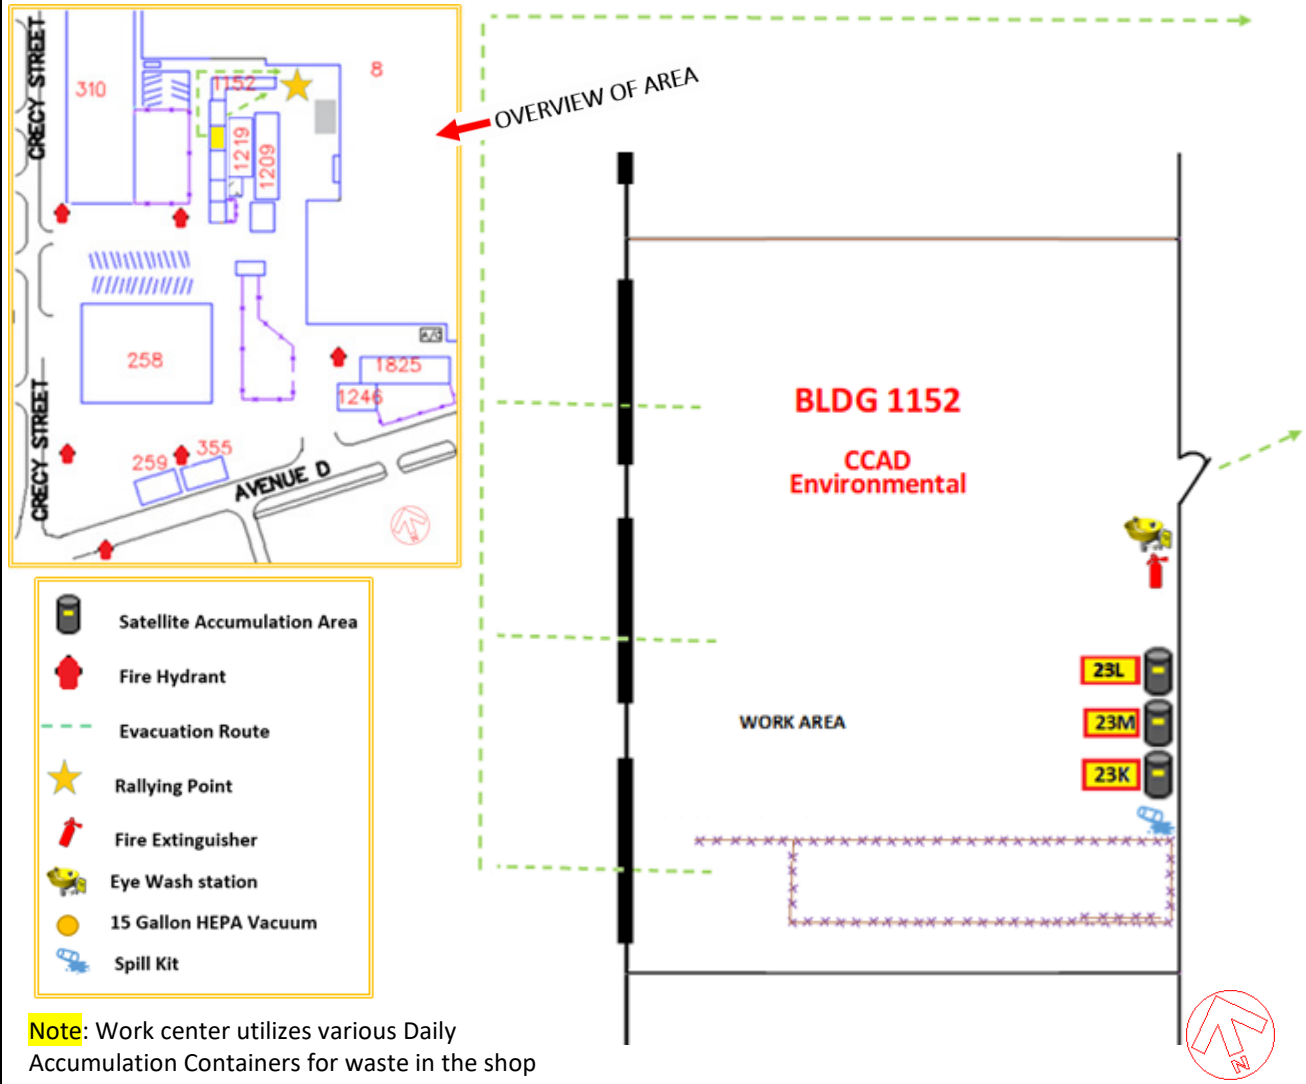 CRECY STREET
310
1152
8
1219
1209
OVERVIEW OF AREA
258
A/C
1825
1246
CRECY STREET
259
355
AVENUE D
N
Satellite Accumulation Area
Fire Hydrant
Evacuation Route
Rallying Point
Fire Extinguisher
Eye Wash station
15 Gallon HEPA Vacuum
Spill Kit
Note: Work center utilizes various Daily
Accumulation Containers for waste in the shop
BLDG 1152
CCAD
Environmental
23L
23M
23K
WORK AREA
N